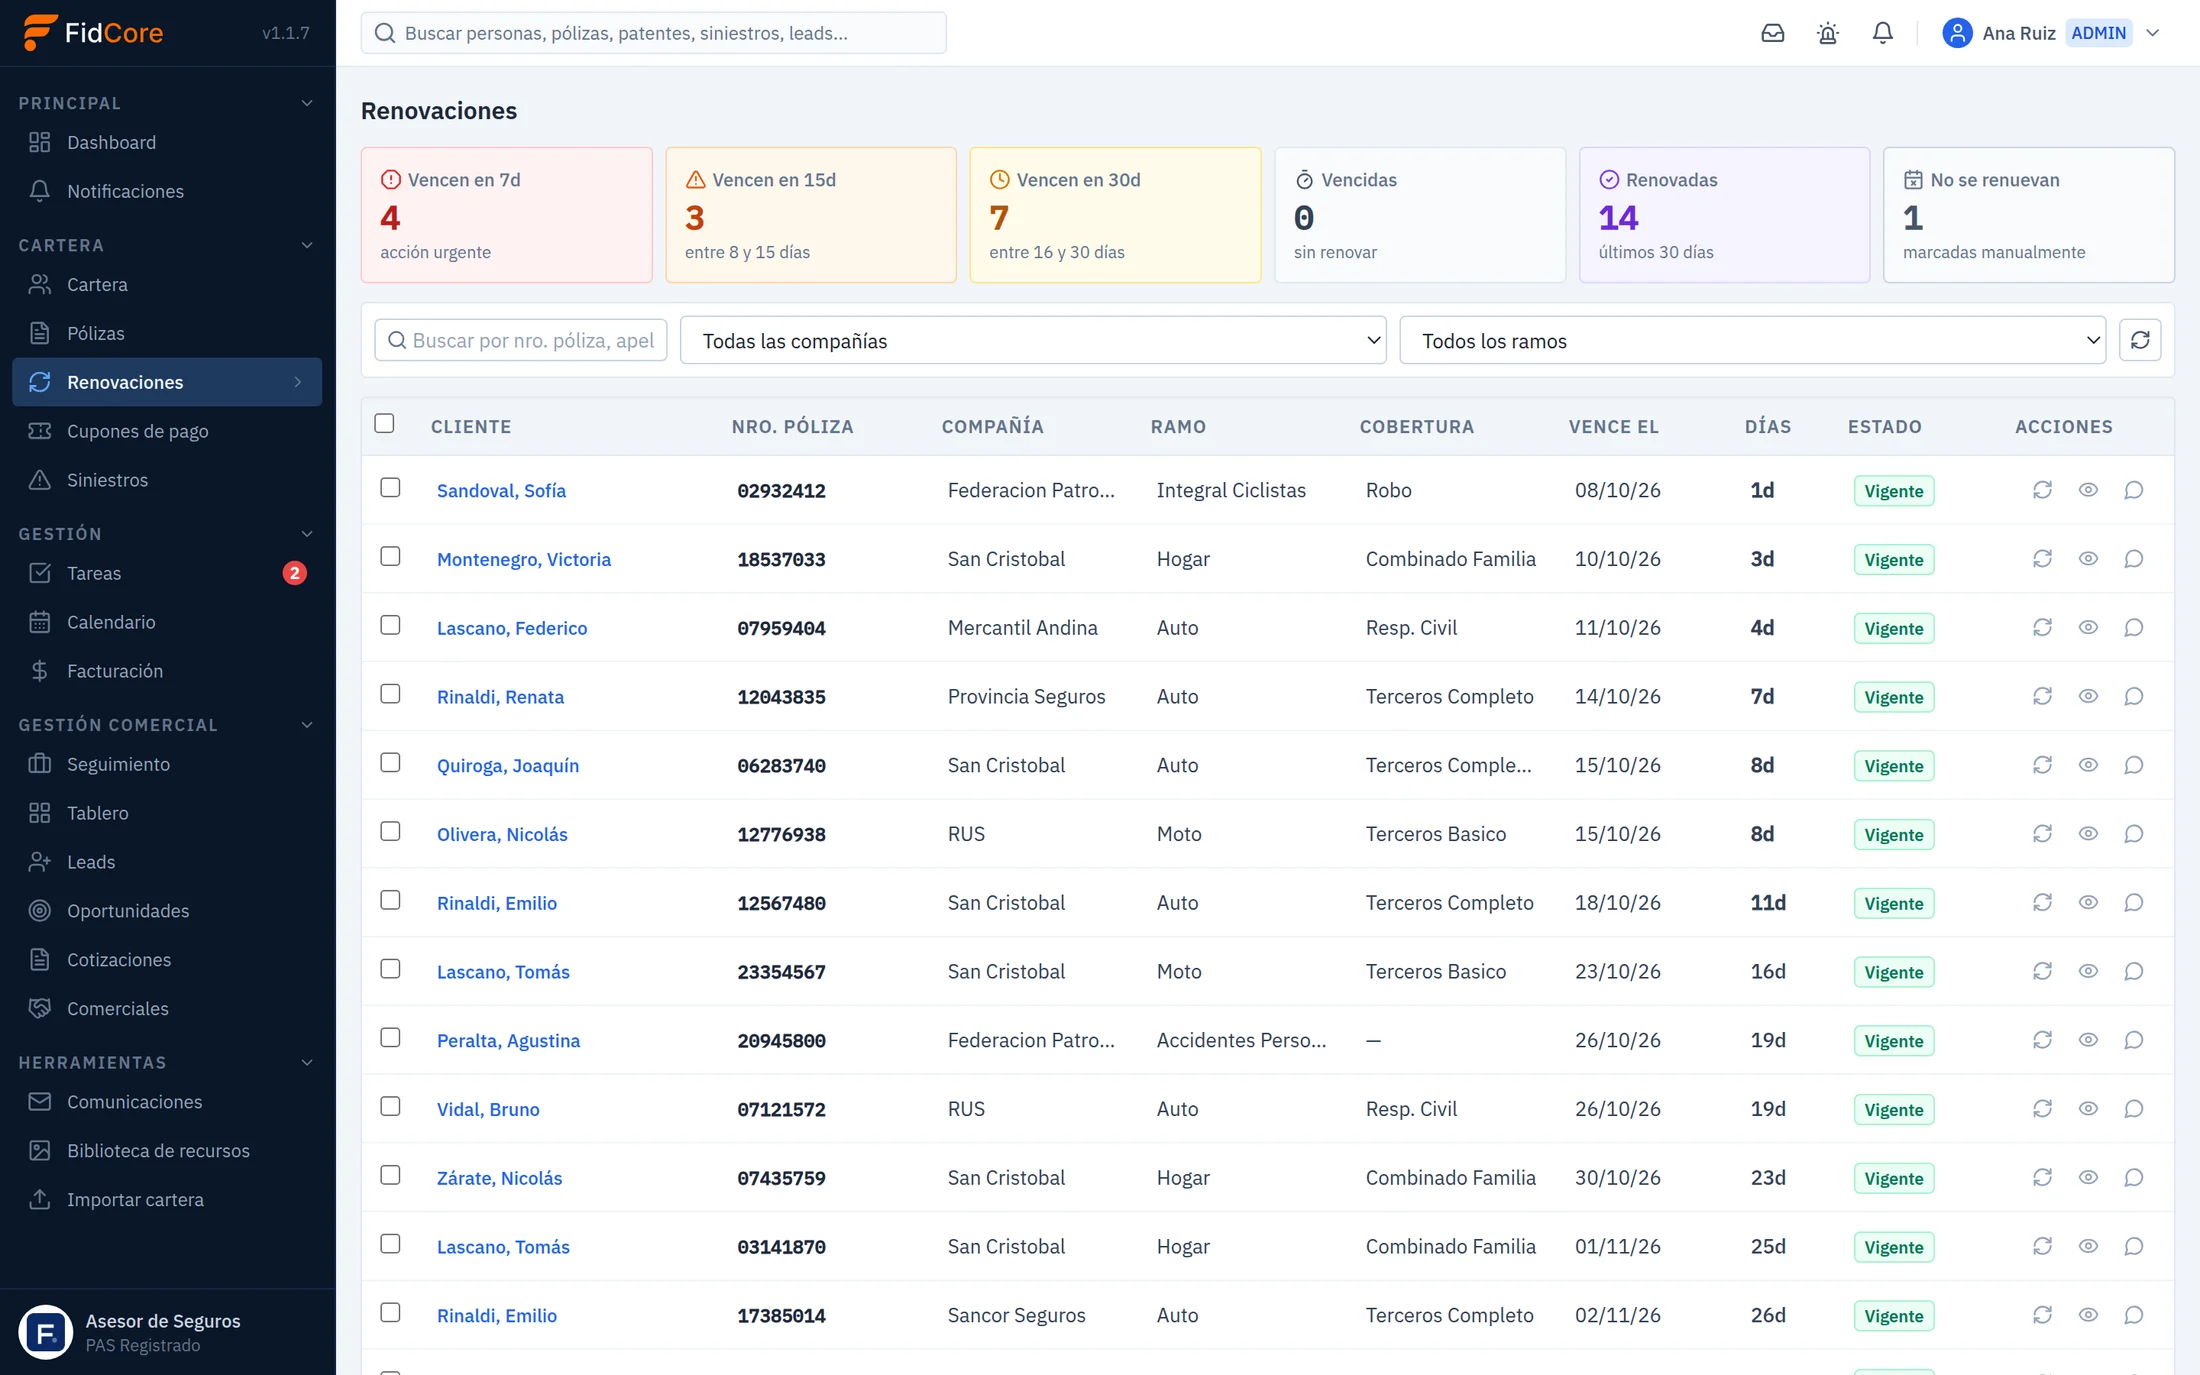 FidCore v1.1.7
Buscar personas, pólizas, patentes, siniestros, leads...
Ana Ruiz ADMIN
PRINCIPAL
Dashboard
Notificaciones
CARTERA
Cartera
Pólizas
Renovaciones
Cupones de pago
Siniestros
GESTIÓN
Tareas 2
Calendario
Facturación
GESTIÓN COMERCIAL
Seguimiento
Tablero
Leads
Oportunidades
Cotizaciones
Comerciales
HERRAMIENTAS
Comunicaciones
Biblioteca de recursos
Importar cartera
F.
Asesor de Seguros
PAS Registrado
Renovaciones
Vencen en 7d
4
acción urgente
Vencen en 15d
3
entre 8 y 15 días
Vencen en 30d
7
entre 16 y 30 días
Vencidas
0
sin renovar
Renovadas
14
últimos 30 días
No se renuevan
1
marcadas manualmente
Buscar por nro. póliza, apel
Todas las compañías
Todos los ramos
CLIENTE NRO. PÓLIZA COMPAÑÍA RAMO COBERTURA VENCE EL DÍAS ESTADO ACCIONES
Sandoval, Sofía 02932412 Federacion Patro... Integral Ciclistas Robo 08/10/26 1d Vigente
Montenegro, Victoria 18537033 San Cristobal Hogar Combinado Familia 10/10/26 3d Vigente
Lascano, Federico 07959404 Mercantil Andina Auto Resp. Civil 11/10/26 4d Vigente
Rinaldi, Renata 12043835 Provincia Seguros Auto Terceros Completo 14/10/26 7d Vigente
Quiroga, Joaquín 06283740 San Cristobal Auto Terceros Comple... 15/10/26 8d Vigente
Olivera, Nicolás 12776938 RUS Moto Terceros Basico 15/10/26 8d Vigente
Rinaldi, Emilio 12567480 San Cristobal Auto Terceros Completo 18/10/26 11d Vigente
Lascano, Tomás 23354567 San Cristobal Moto Terceros Basico 23/10/26 16d Vigente
Peralta, Agustina 20945800 Federacion Patro... Accidentes Perso... — 26/10/26 19d Vigente
Vidal, Bruno 07121572 RUS Auto Resp. Civil 26/10/26 19d Vigente
Zárate, Nicolás 07435759 San Cristobal Hogar Combinado Familia 30/10/26 23d Vigente
Lascano, Tomás 03141870 San Cristobal Hogar Combinado Familia 01/11/26 25d Vigente
Rinaldi, Emilio 17385014 Sancor Seguros Auto Terceros Completo 02/11/26 26d Vigente